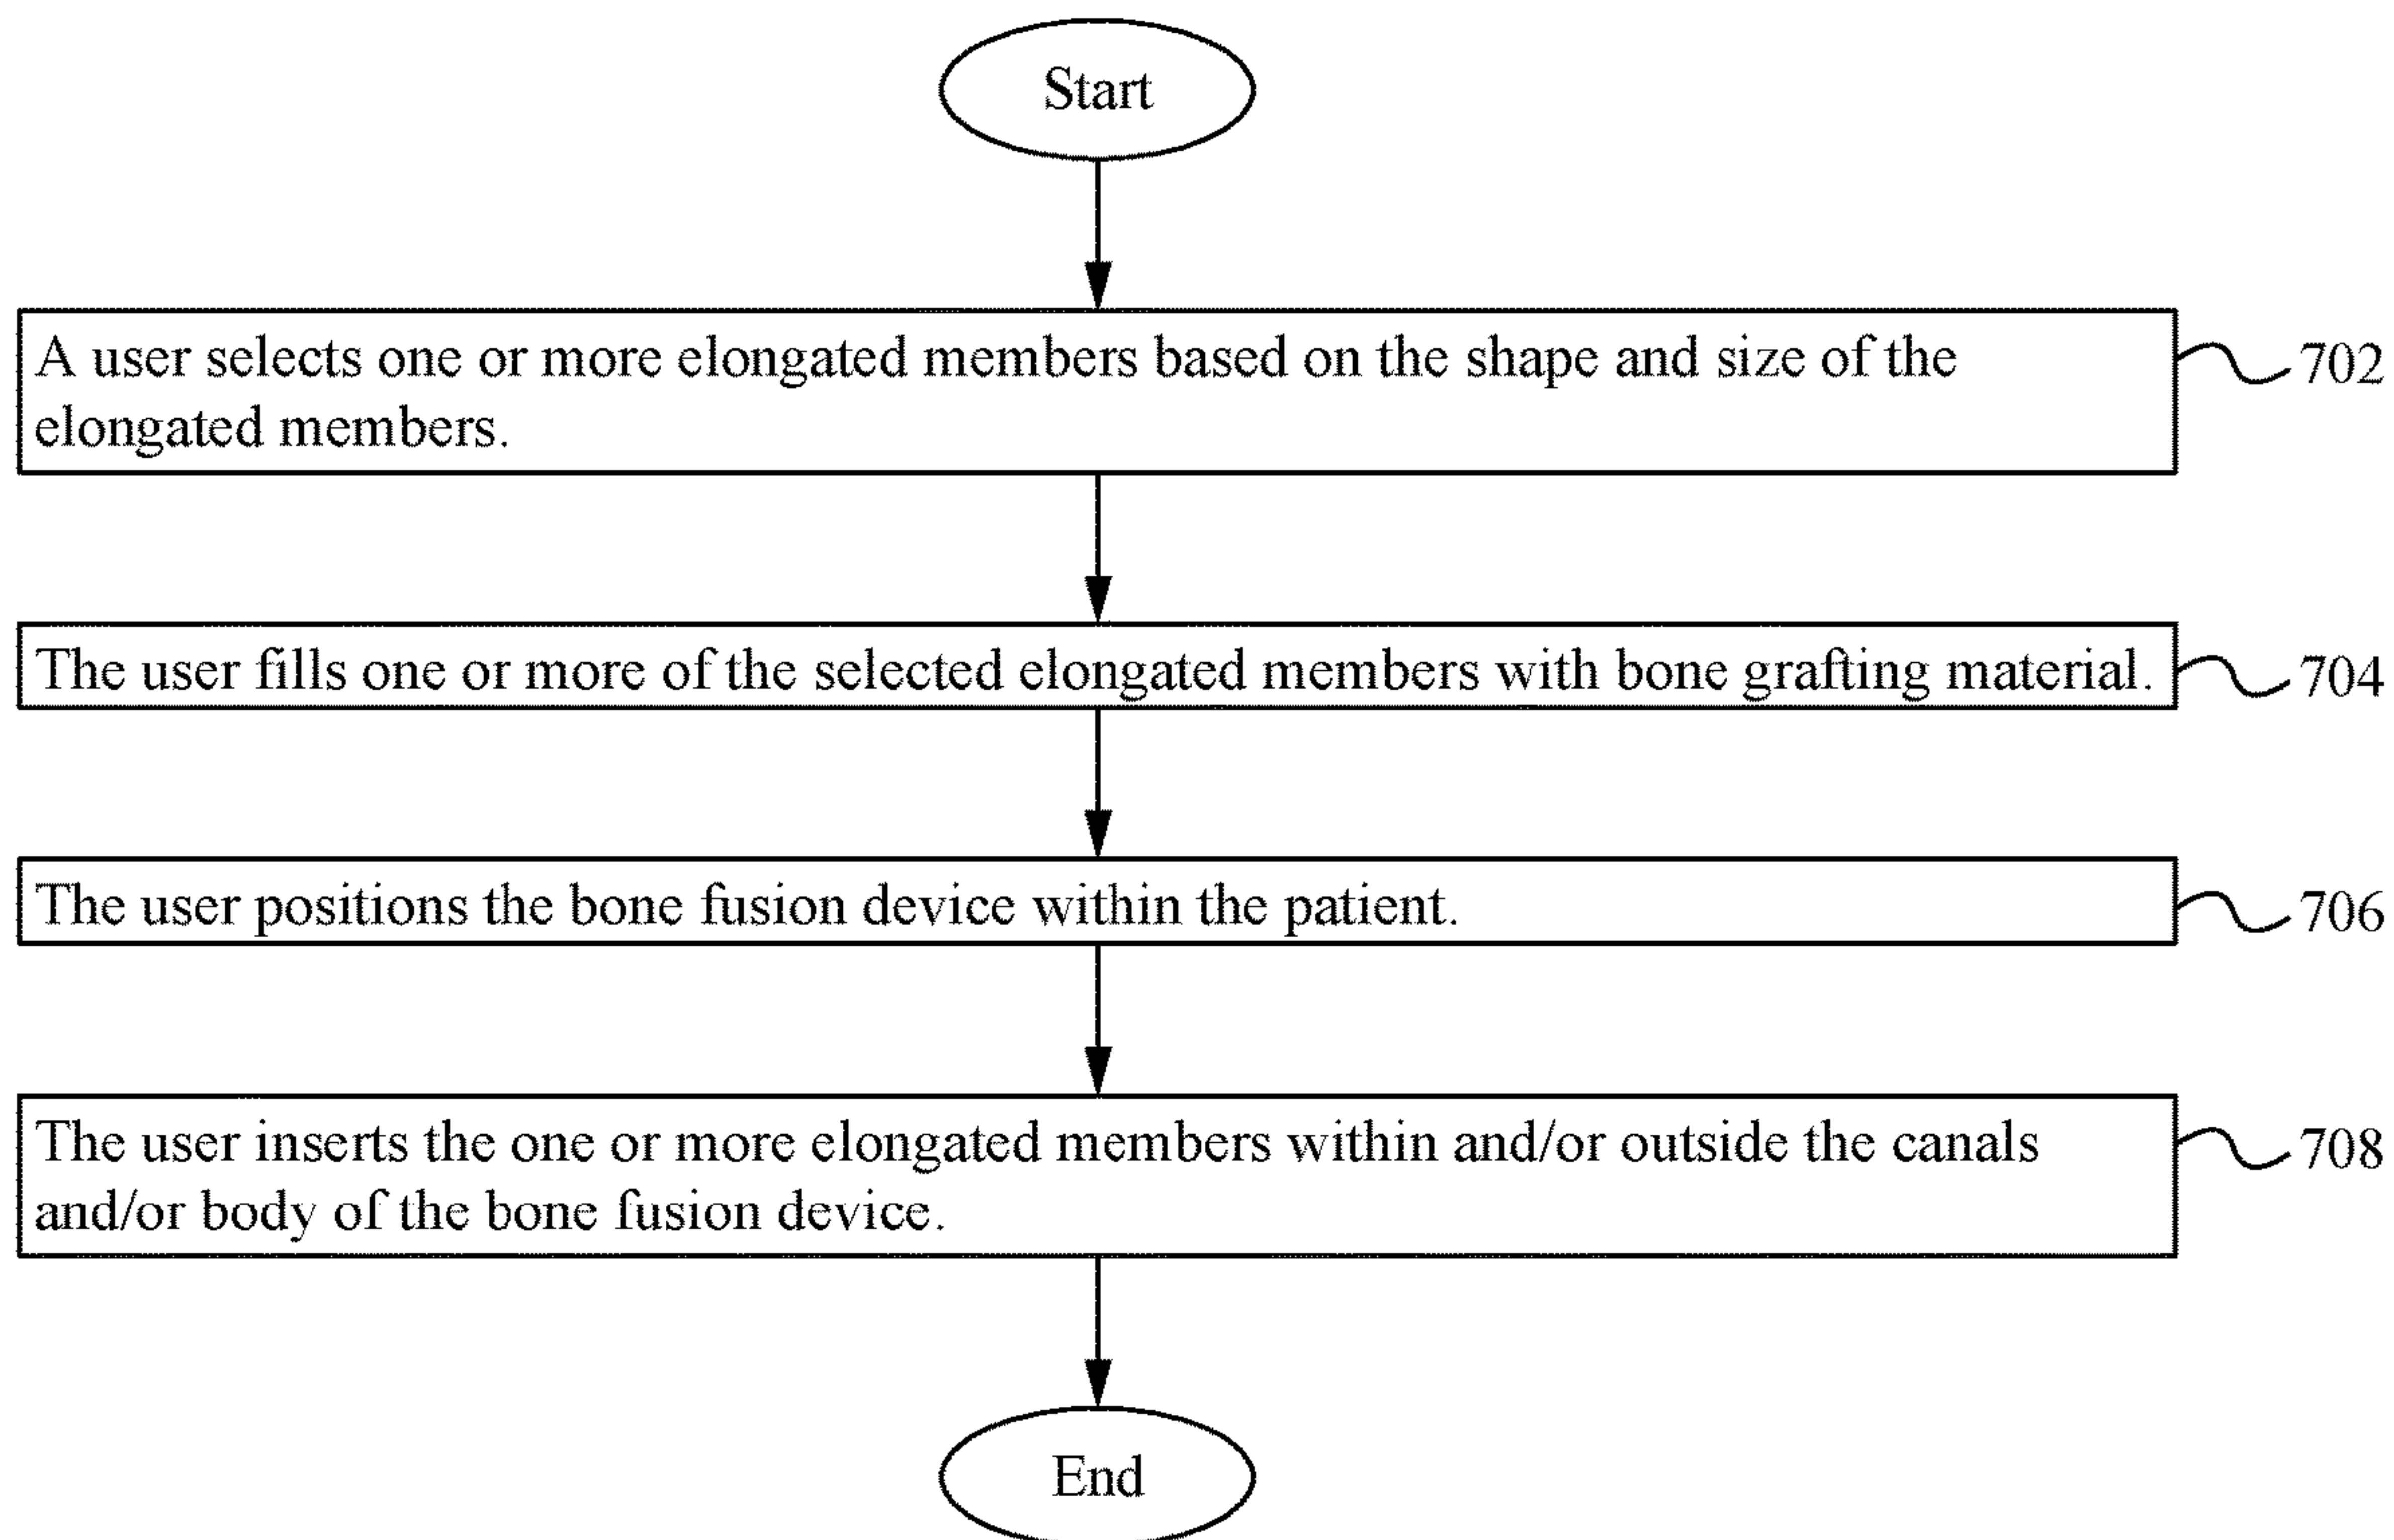 Start
A user selects one or more elongated members based on the shape and size of the
elongated members.
702
The user fills one or more of the selected elongated members with bone grafting material.
704
The user positions the bone fusion device within the patient.
706
The user inserts the one or more elongated members within and/or outside the canals
and/or body of the bone fusion device.
708
End